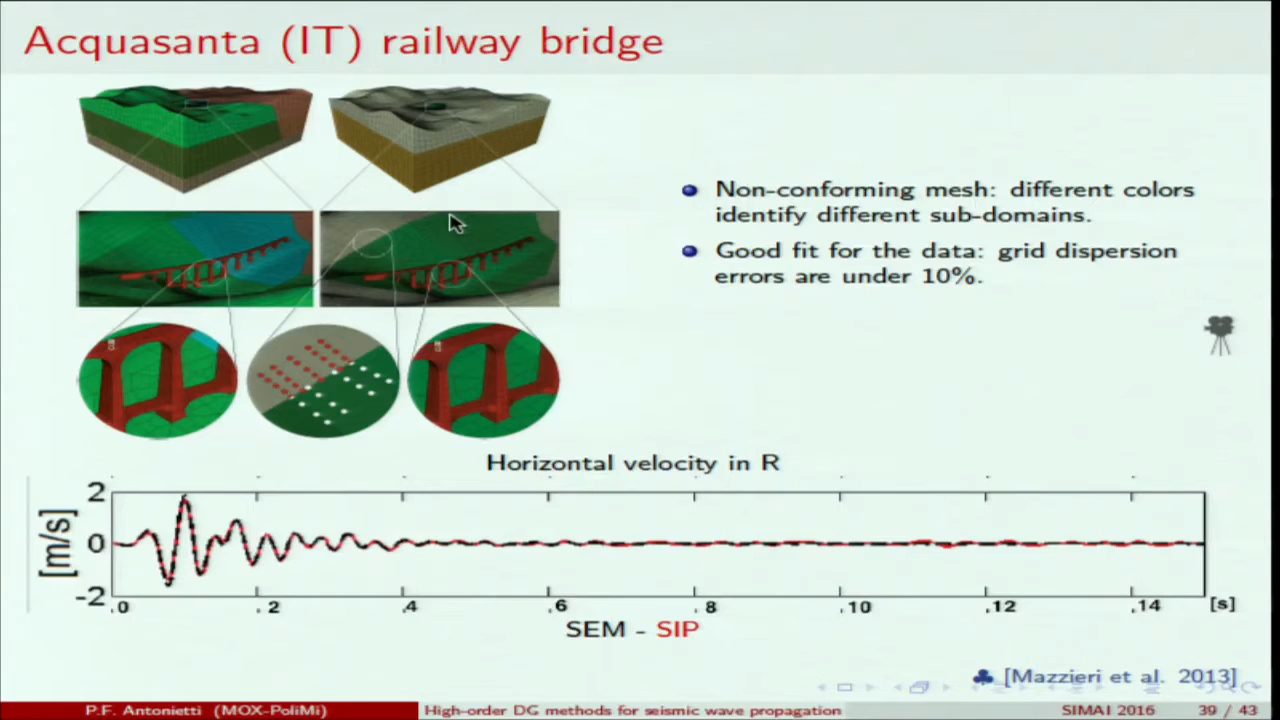 Acquasanta (IT) railway bridge
Non-conforming mesh: different colors
identify different sub-domains.
Good fit for the data: grid dispersion
errors are under 10%.
Horizontal velocity in R
[m/s]
2
0
-2
0 2 4 6 8 10 12 14 [s]
SEM - SIP
[Mazzieri et al. 2013]
P.F. Antonietti (MOX-PoliMi) High-order DG methods for seismic wave propagation SIMAI 2016 39 / 43